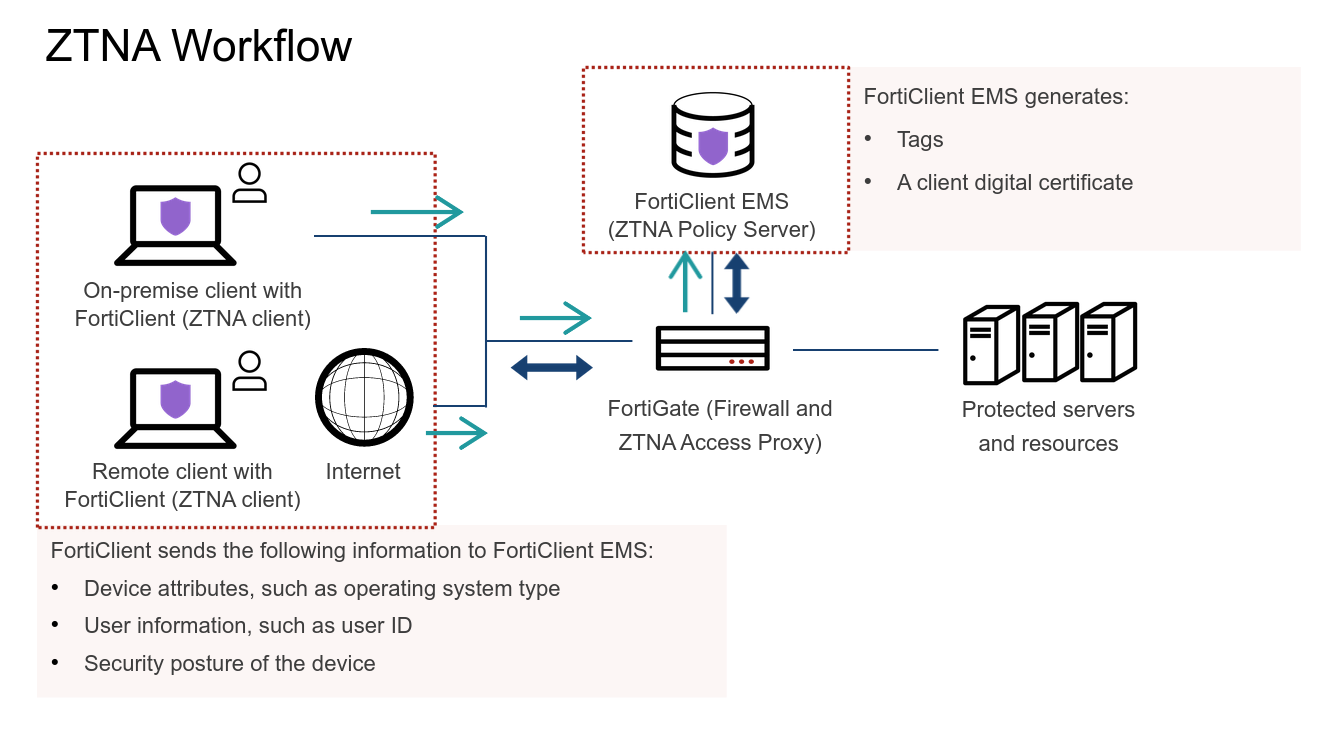 ZTNA Workflow
FortiClient EMS generates:
• Tags
• A client digital certificate
FortiClient EMS
(ZTNA Policy Server)
On-premise client with
FortiClient (ZTNA client)
Remote client with
FortiClient (ZTNA client)
Internet
FortiGate (Firewall and
ZTNA Access Proxy)
Protected servers
and resources
FortiClient sends the following information to FortiClient EMS:
• Device attributes, such as operating system type
• User information, such as user ID
• Security posture of the device